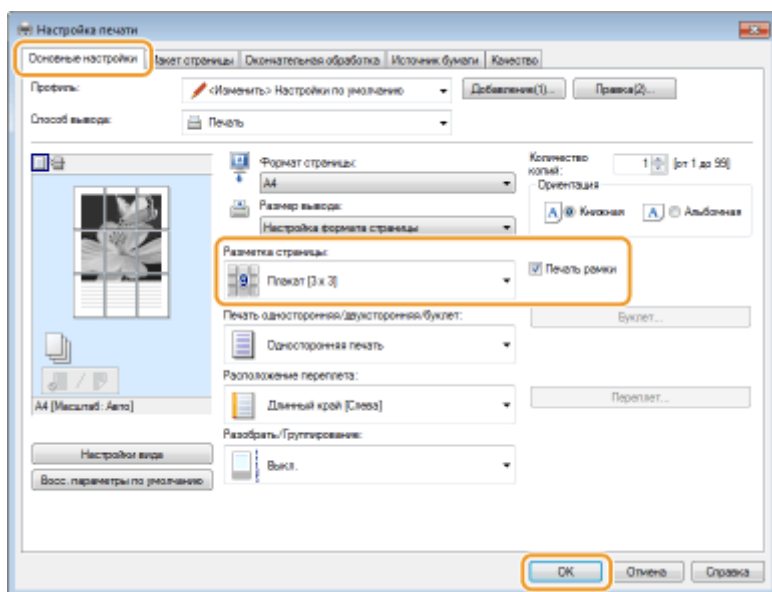 Настройка печати
Основные настройки Макет страницы Окончательная обработка Источник бумаги Качество
Профиль: <Изменить> Настройки по умолчанию Добавление(1)... Правка(2)...
Способ вывода: Печать
Формат страницы:
A4
Размер вывода:
Настройка формата страницы
Количество копий: 1 [от 1 до 99]
Ориентация
A Книжная A Альбомная
Разметка страницы:
9 Плакат [3 x 3]
Печать рамки
Печать односторонняя/двухсторонняя/буклет:
Односторонняя печать
Буклет...
Расположение переплета:
Длинный край [Слева]
Переплет...
Разобрать/Группирование:
Выкл.
A4 [Масштаб: Авто]
Настройки вида
Восс. параметры по умолчанию
OK Отмена Справка